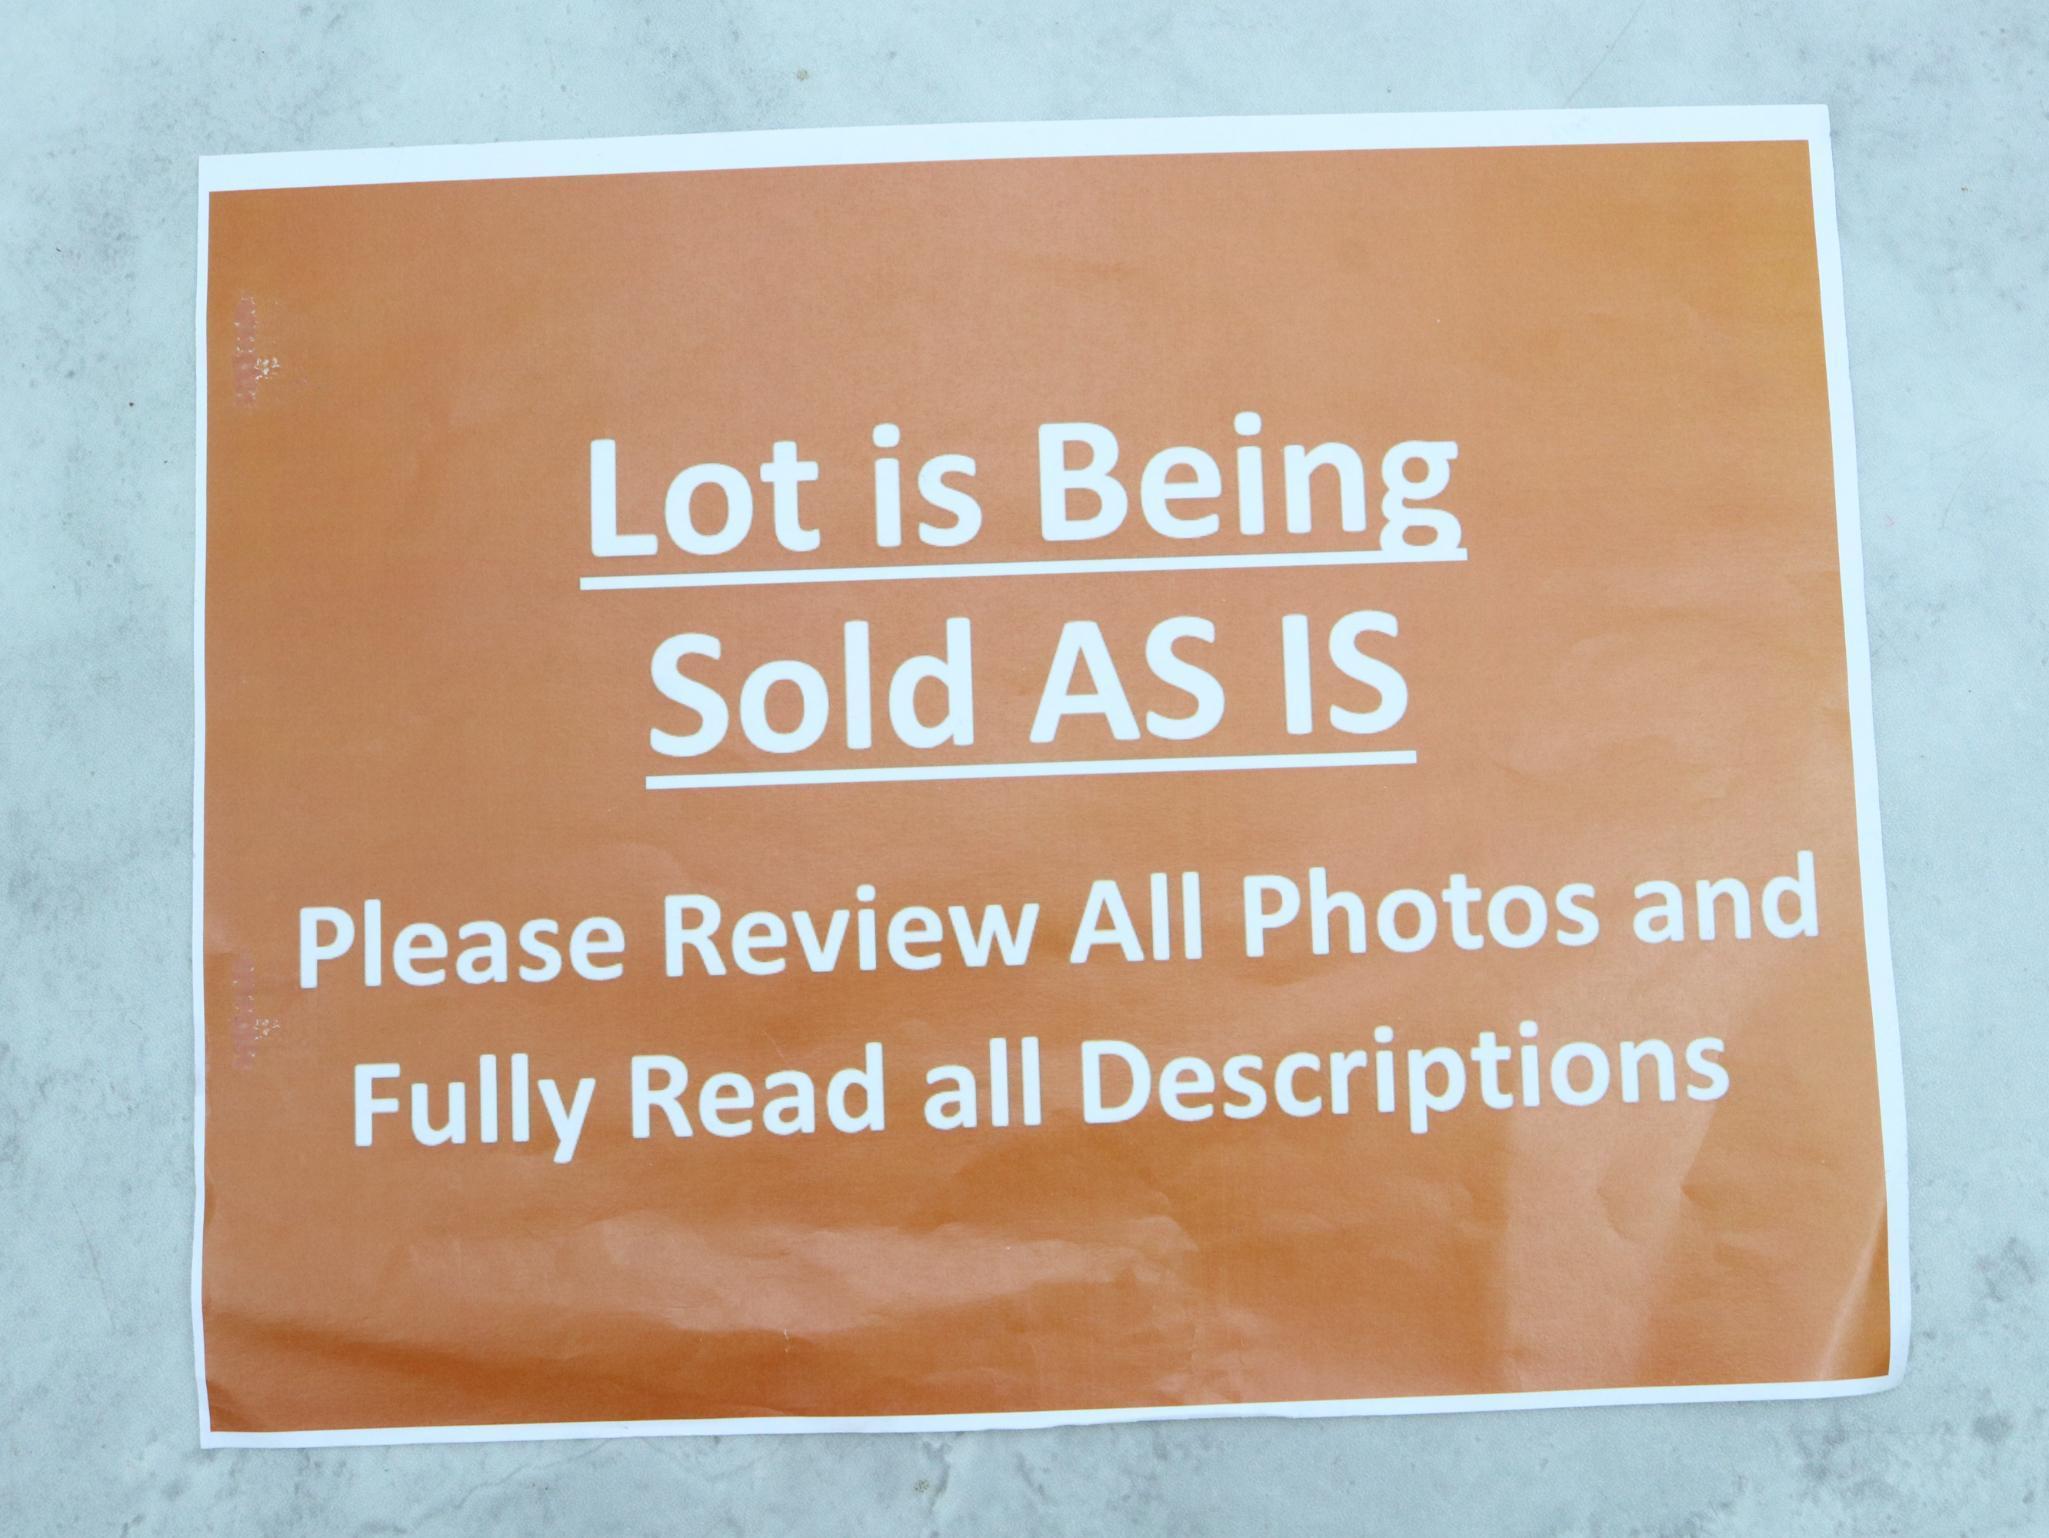 Lot is Being
Sold AS IS
Please Review All Photos and
Fully Read all Descriptions